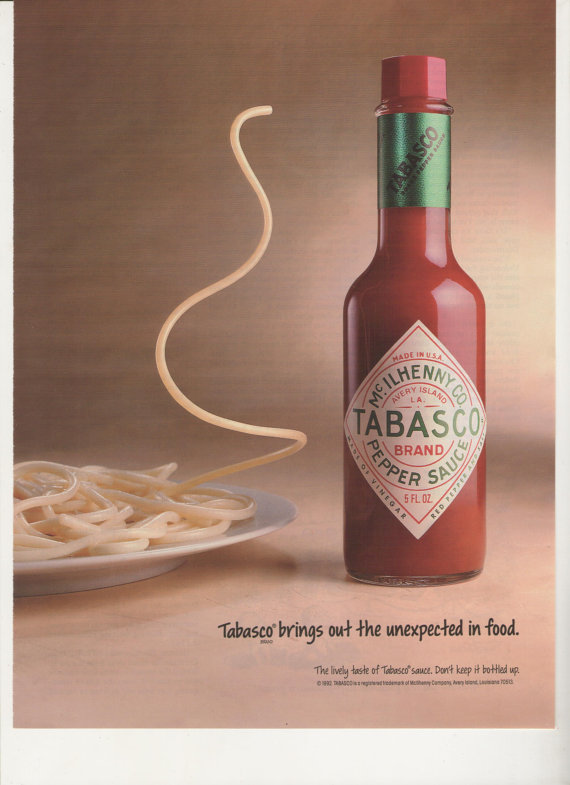 TABASCO
PEPPER SAUCE
MADE IN U.S.A.
McILHENNY CO.
AVERY ISLAND
LA.
TABASCO
BRAND
PEPPER SAUCE
5 FL. OZ.
MADE OF VINEGAR
RED PEPPER
Tabasco® brings out the unexpected in food.
BRAND
The lively taste of Tabasco® sauce. Don't keep it bottled up.
© 1992. TABASCO is a registered trademark of McIlhenny Company, Avery Island, Louisiana 70513.